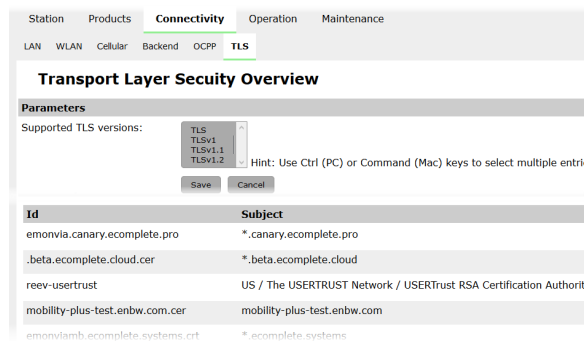 Station Products Connectivity Operation Maintenance
LAN WLAN Cellular Backend OCPP TLS
Transport Layer Secuity Overview
Parameters
Supported TLS versions:
TLS
TLSv1
TLSv1.1
TLSv1.2
Hint: Use Ctrl (PC) or Command (Mac) keys to select multiple entri
Save Cancel
Id Subject
emonvia.canary.ecomplete.pro *.canary.ecomplete.pro
.beta.ecomplete.cloud.cer *.beta.ecomplete.cloud
reev-usertrust US / The USERTRUST Network / USERTrust RSA Certification Authorit
mobility-plus-test.enbw.com.cer mobility-plus-test.enbw.com
emonviamb.ecomplete.systems.crt *.ecomplete.systems